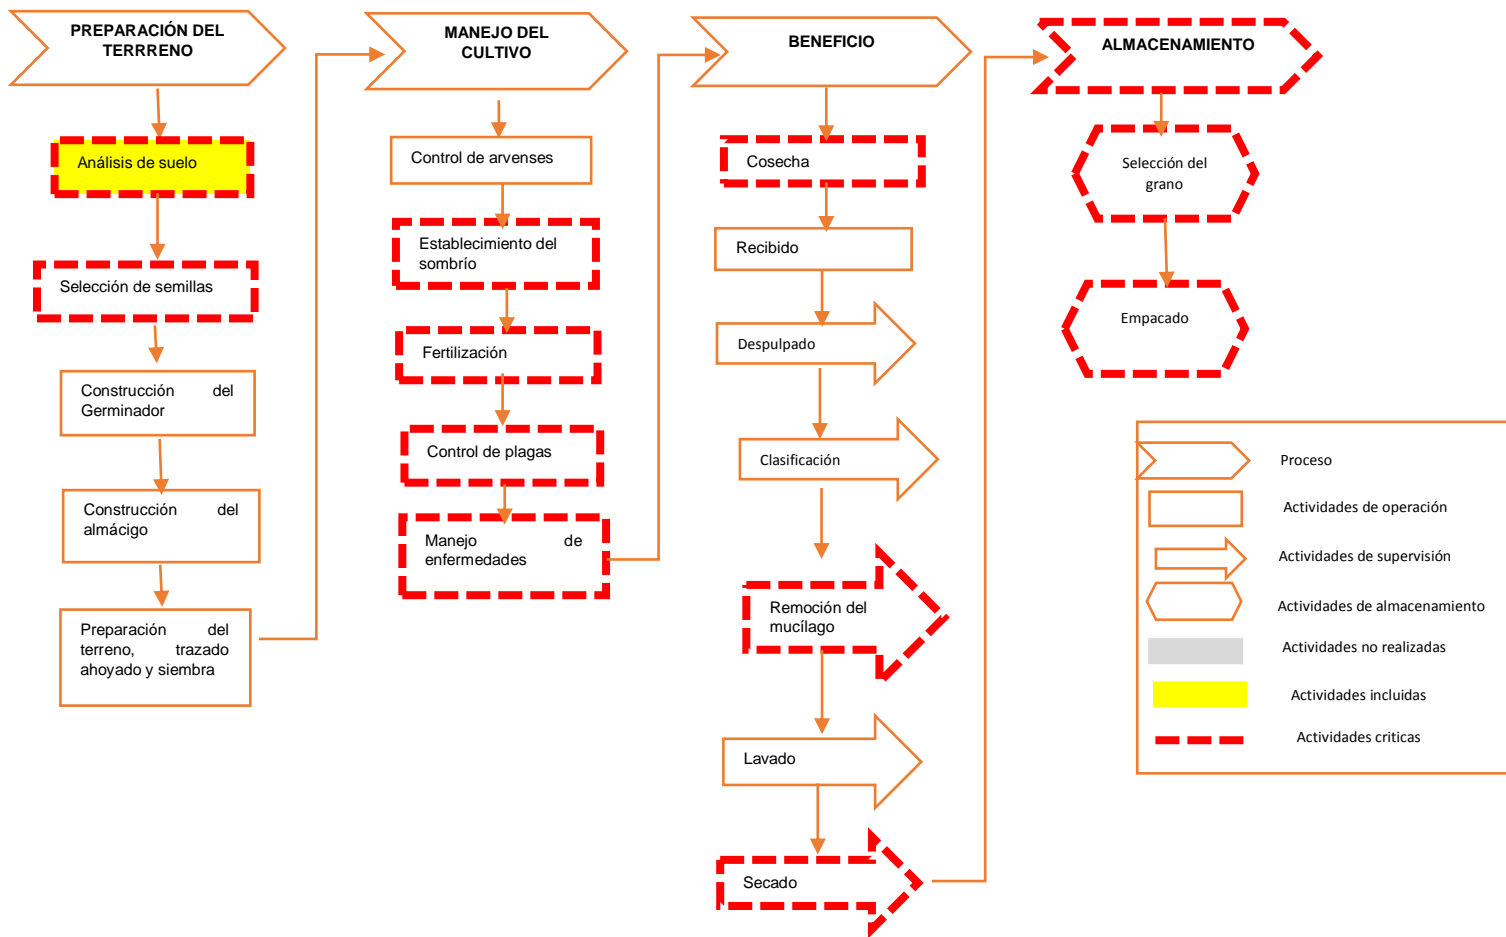 PREPARACIÓN DEL
TERRRENO
Análisis de suelo
Selección de semillas
Construcción del
Germinador
Construcción del
almácigo
Preparación del
terreno, trazado
ahoyado y siembra
MANEJO DEL
CULTIVO
Control de arvenses
Establecimiento del
sombrío
Fertilización
Control de plagas
Manejo de
enfermedades
BENEFICIO
Cosecha
Recibido
Despulpado
Clasificación
Remoción del
mucílago
Lavado
Secado
ALMACENAMIENTO
Selección del
grano
Empacado
Proceso
Actividades de operación
Actividades de supervisión
Actividades de almacenamiento
Actividades no realizadas
Actividades incluidas
Actividades criticas